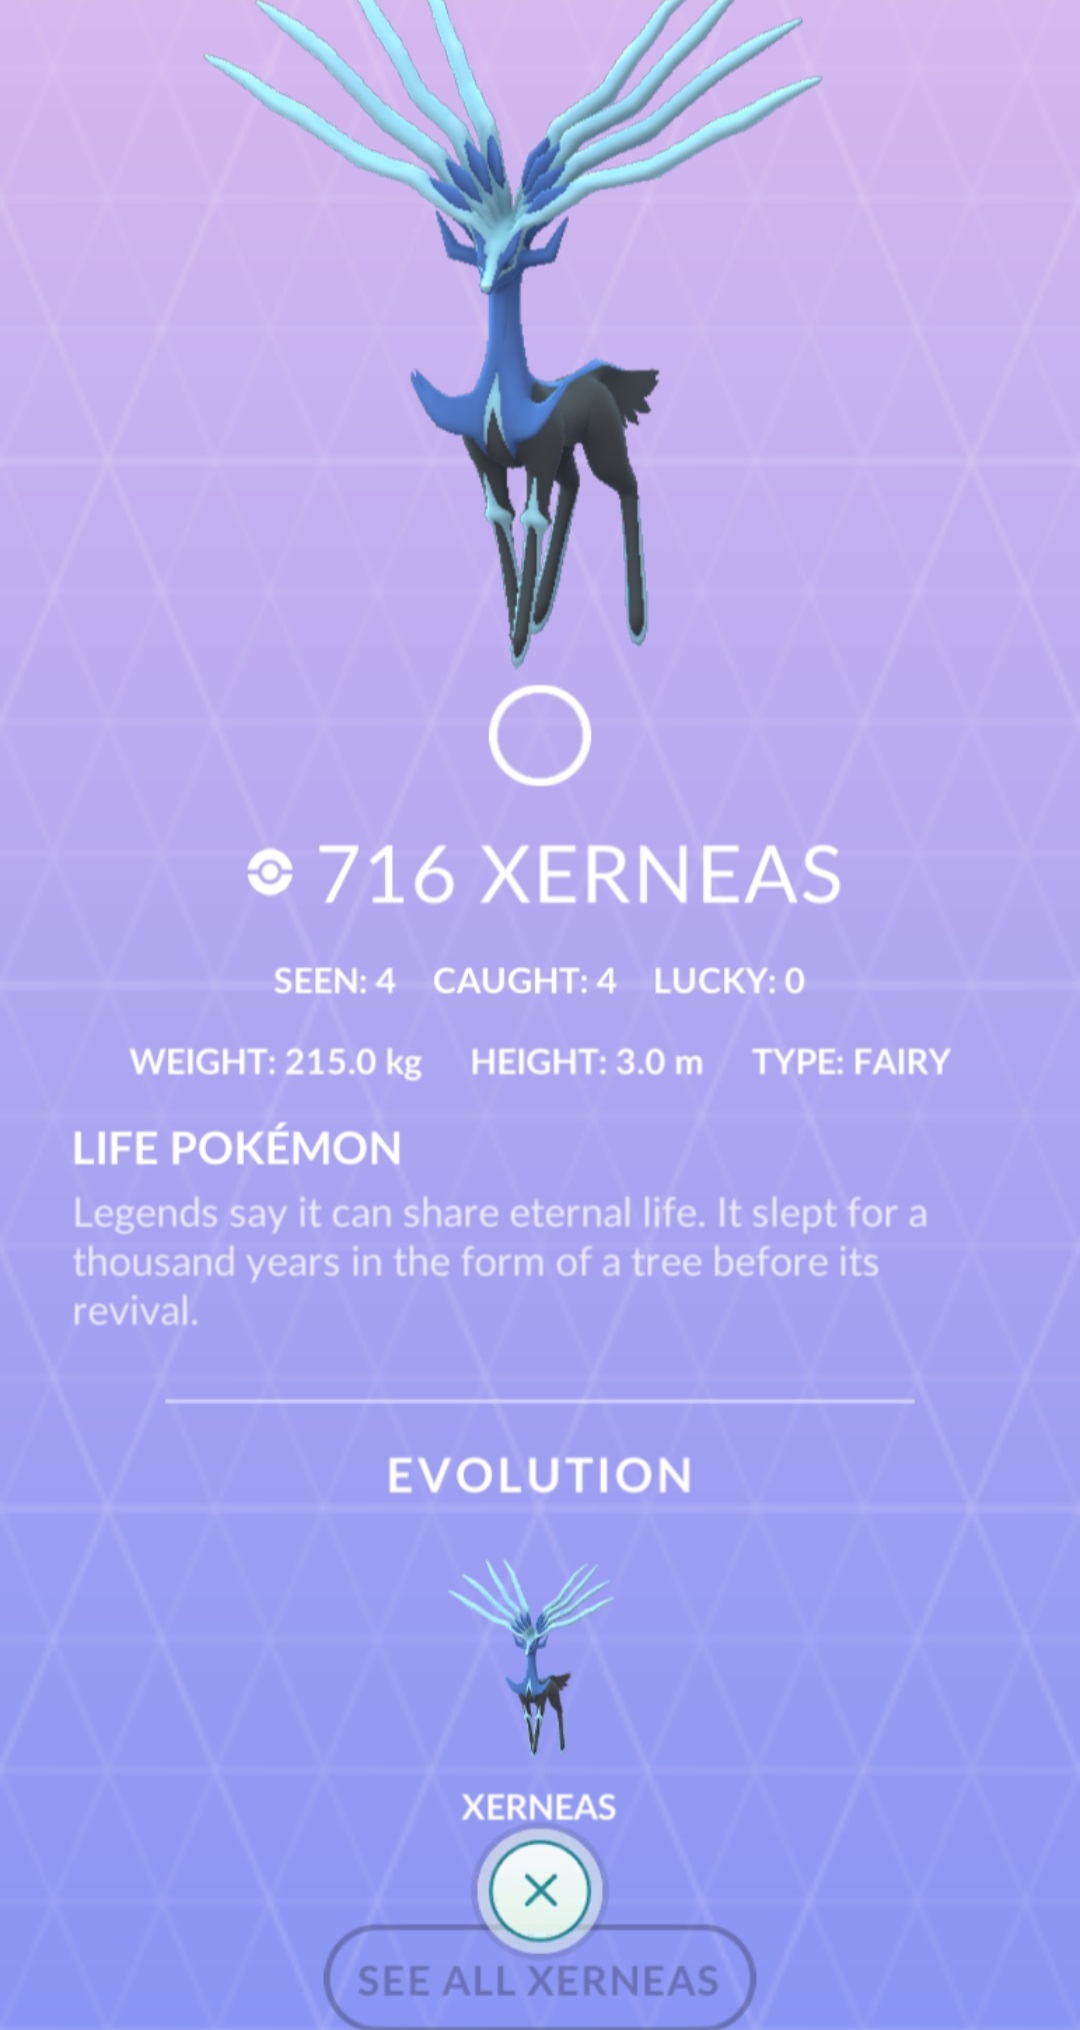 716 XERNEAS
SEEN: 4 CAUGHT: 4 LUCKY: 0
WEIGHT: 215.0 kg HEIGHT: 3.0 m TYPE: FAIRY
LIFE POKÉMON
Legends say it can share eternal life. It slept for a
thousand years in the form of a tree before its
revival.
EVOLUTION
XERNEAS
SEE ALL XERNEAS